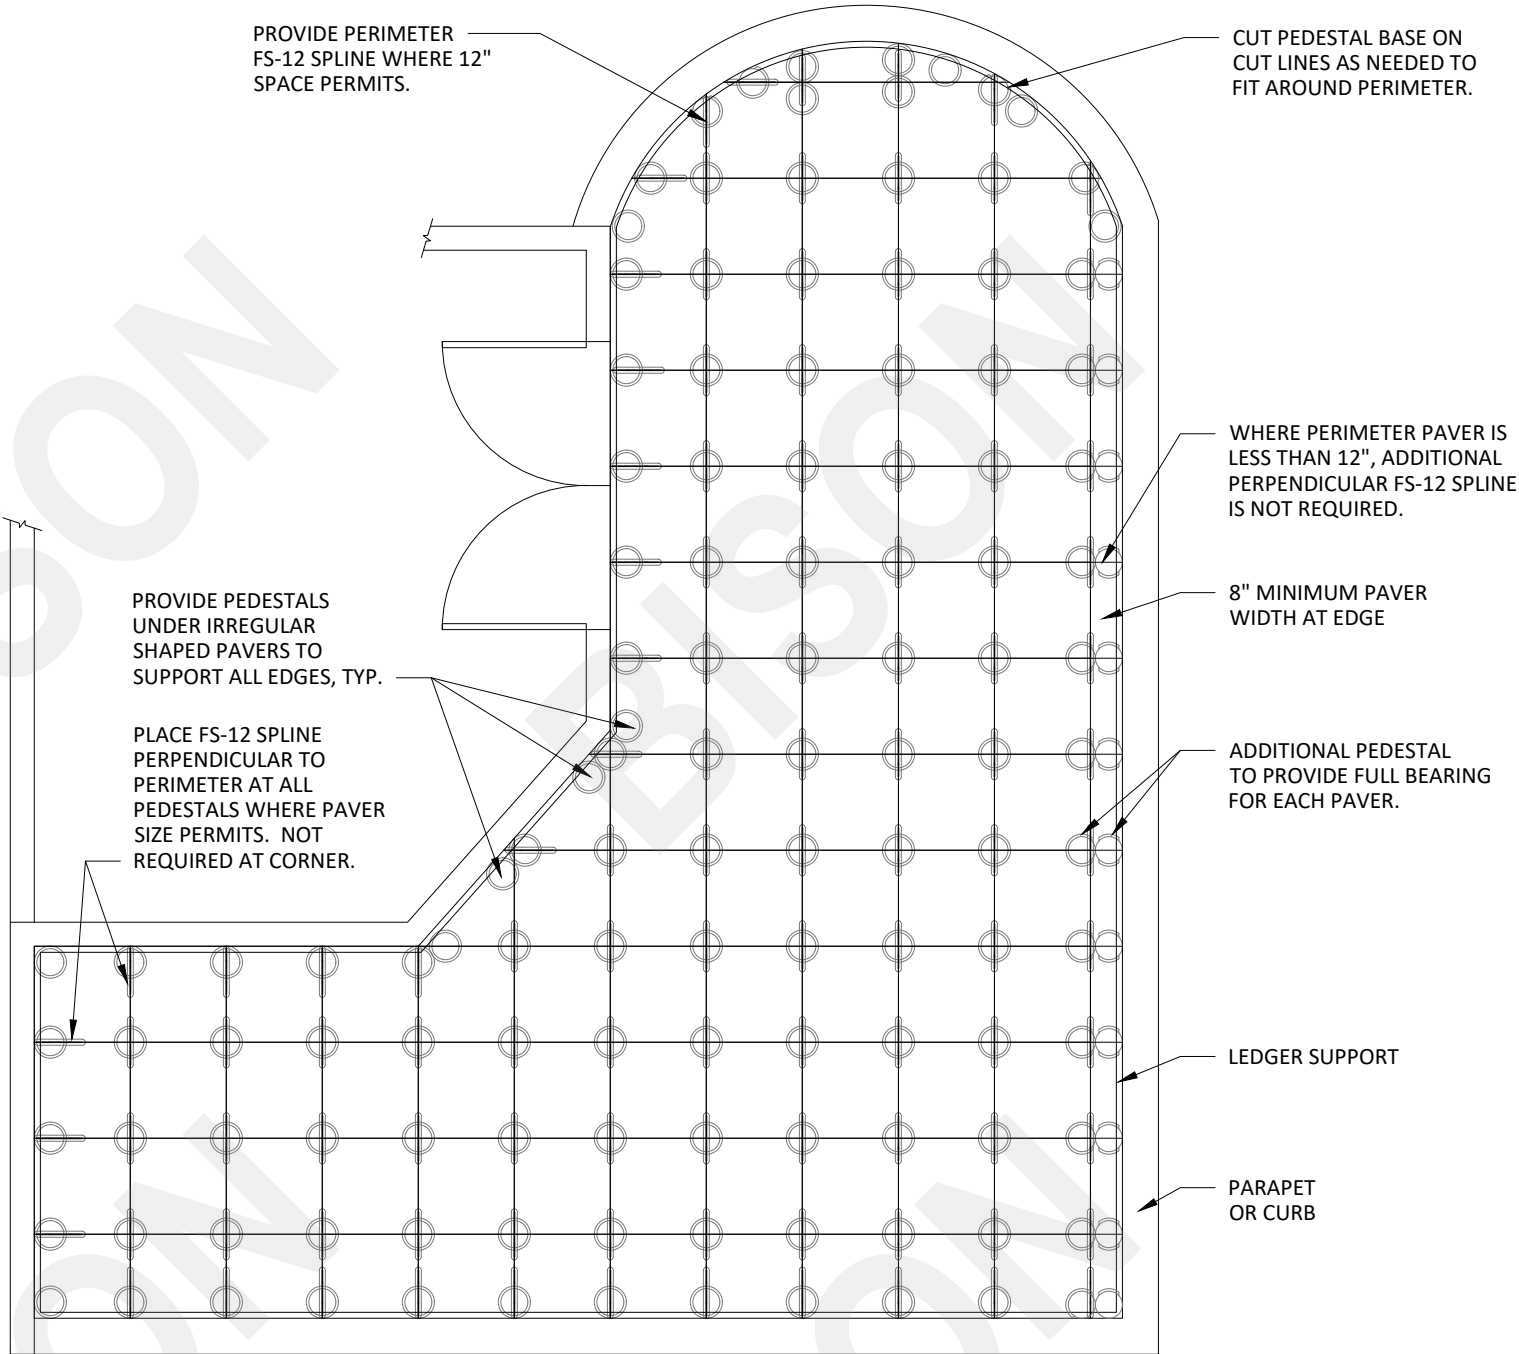 PROVIDE PERIMETER
FS-12 SPLINE WHERE 12"
SPACE PERMITS.
CUT PEDESTAL BASE ON
CUT LINES AS NEEDED TO
FIT AROUND PERIMETER.
WHERE PERIMETER PAVER IS
LESS THAN 12", ADDITIONAL
PERPENDICULAR FS-12 SPLINE
IS NOT REQUIRED.
8" MINIMUM PAVER
WIDTH AT EDGE
PROVIDE PEDESTALS
UNDER IRREGULAR
SHAPED PAVERS TO
SUPPORT ALL EDGES, TYP.
PLACE FS-12 SPLINE
PERPENDICULAR TO
PERIMETER AT ALL
PEDESTALS WHERE PAVER
SIZE PERMITS. NOT
REQUIRED AT CORNER.
ADDITIONAL PEDESTAL
TO PROVIDE FULL BEARING
FOR EACH PAVER.
LEDGER SUPPORT
PARAPET
OR CURB
BISON
SON
ON
ON